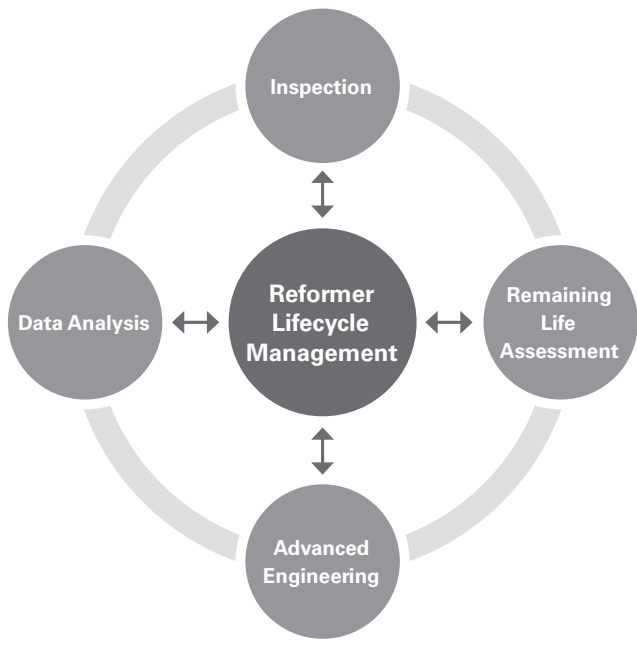 Inspection
Data Analysis
Reformer
Lifecycle
Management
Remaining
Life
Assessment
Advanced
Engineering